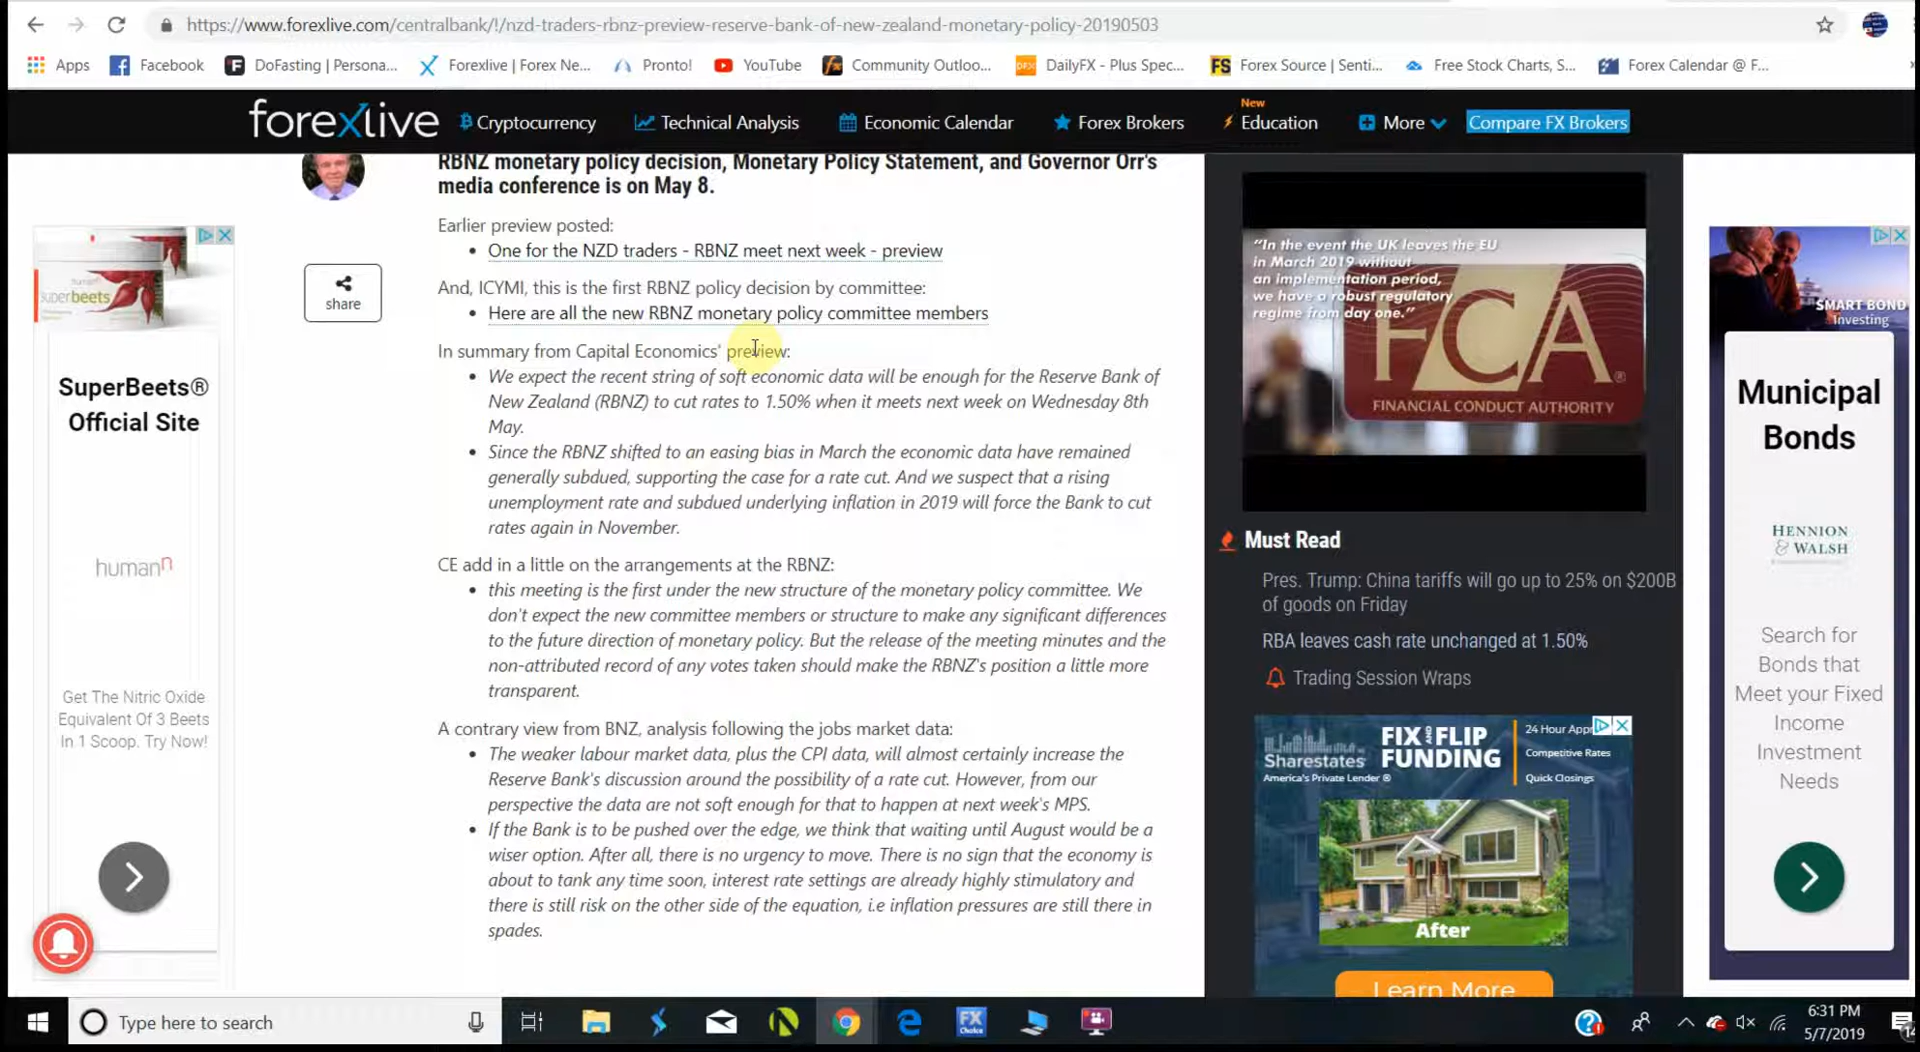 https://www.forexlive.com/centralbank/!/nzd-traders-rbnz-preview-reserve-bank-of-new-zealand-monetary-policy-20190503
Apps
Facebook
DoFasting | Persona...
Forexlive | Forex Ne...
Pronto!
YouTube
Community Outloo...
DailyFX - Plus Spec...
Forex Source | Senti...
Free Stock Charts, S...
Forex Calendar @ F...
forexlive
Cryptocurrency
Technical Analysis
Economic Calendar
Forex Brokers
New
Education
More
Compare FX Brokers
RBNZ monetary policy decision, Monetary Policy Statement, and Governor Orr's
media conference is on May 8.
share
Earlier preview posted:
• One for the NZD traders - RBNZ meet next week - preview
And, ICYMI, this is the first RBNZ policy decision by committee:
• Here are all the new RBNZ monetary policy committee members
In summary from Capital Economics' preview:
• We expect the recent string of soft economic data will be enough for the Reserve Bank of
New Zealand (RBNZ) to cut rates to 1.50% when it meets next week on Wednesday 8th
May.
• Since the RBNZ shifted to an easing bias in March the economic data have remained
generally subdued, supporting the case for a rate cut. And we suspect that a rising
unemployment rate and subdued underlying inflation in 2019 will force the Bank to cut
rates again in November.
CE add in a little on the arrangements at the RBNZ:
• this meeting is the first under the new structure of the monetary policy committee. We
don't expect the new committee members or structure to make any significant differences
to the future direction of monetary policy. But the release of the meeting minutes and the
non-attributed record of any votes taken should make the RBNZ's position a little more
transparent.
A contrary view from BNZ, analysis following the jobs market data:
• The weaker labour market data, plus the CPI data, will almost certainly increase the
Reserve Bank's discussion around the possibility of a rate cut. However, from our
perspective the data are not soft enough for that to happen at next week's MPS.
• If the Bank is to be pushed over the edge, we think that waiting until August would be a
wiser option. After all, there is no urgency to move. There is no sign that the economy is
about to tank any time soon, interest rate settings are already highly stimulatory and
there is still risk on the other side of the equation, i.e inflation pressures are still there in
spades.
superbeets
SuperBeets®
Official Site
humann
Get The Nitric Oxide
Equivalent Of 3 Beets
In 1 Scoop. Try Now!
"In the event the UK leaves the EU
in March 2019 without
an implementation period,
we have a robust regulatory
regime from day one."
FCA
FINANCIAL CONDUCT AUTHORITY
Must Read
Pres. Trump: China tariffs will go up to 25% on $200B
of goods on Friday
RBA leaves cash rate unchanged at 1.50%
Trading Session Wraps
Sharestates
America's Private Lender ®
FIX AND FLIP
FUNDING
24 Hour Appr
Competitive Rates
Quick Closings
After
Learn More
SMART BOND
Investing
Municipal
Bonds
HENNION
& WALSH
Search for
Bonds that
Meet your Fixed
Income
Investment
Needs
Type here to search
FX
Choice
6:31 PM
5/7/2019